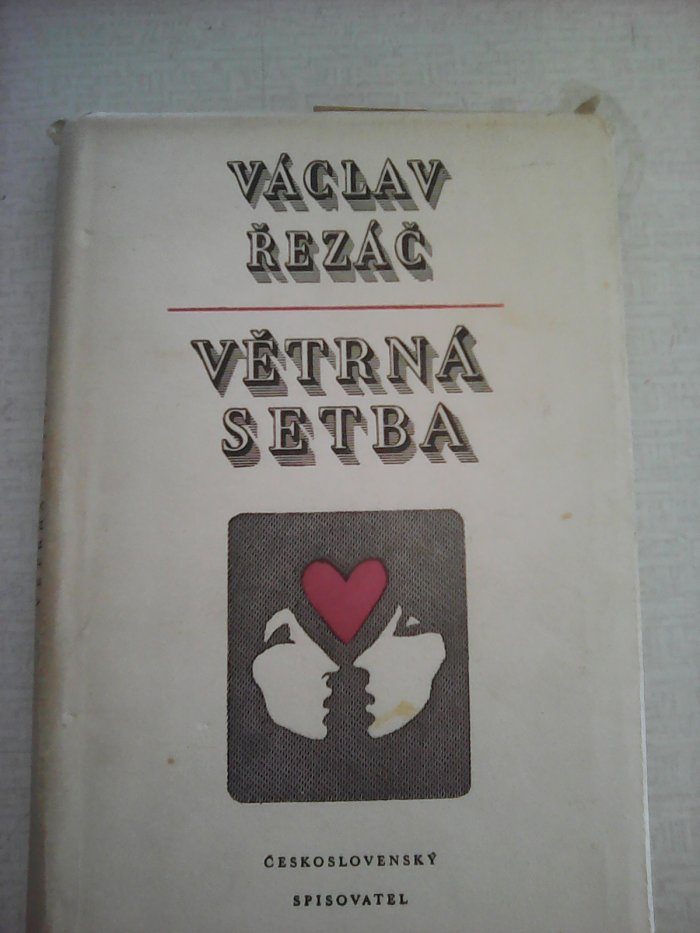 VÁCLAV
ŘEZÁČ
VĚTRNÁ
SETBA
ČESKOSLOVENSKÝ
SPISOVATEL